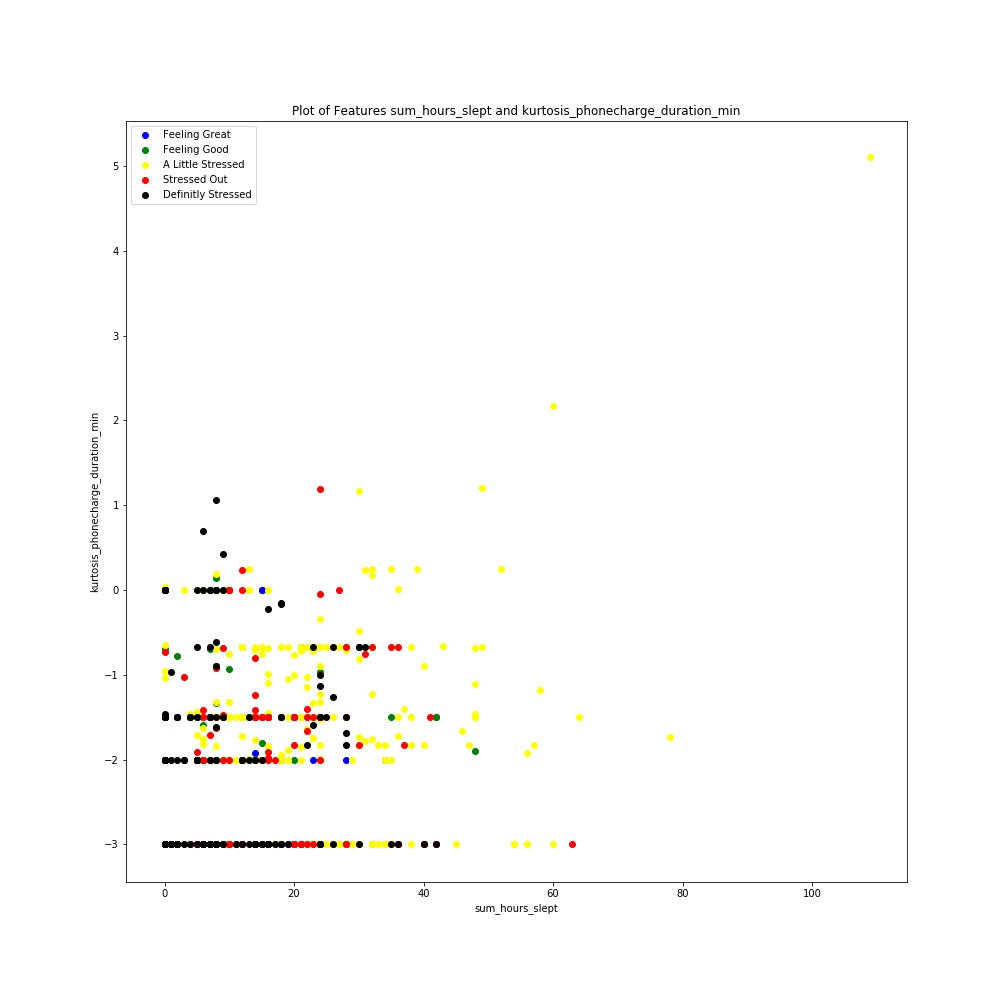 Plot of Features sum_hours_slept and kurtosis_phonecharge_duration_min
Feeling Great
Feeling Good
A Little Stressed
Stressed Out
Definitly Stressed
kurtosis_phonecharge_duration_min
5
4
3
2
1
0
−1
−2
−3
0 20 40 60 80 100
sum_hours_slept